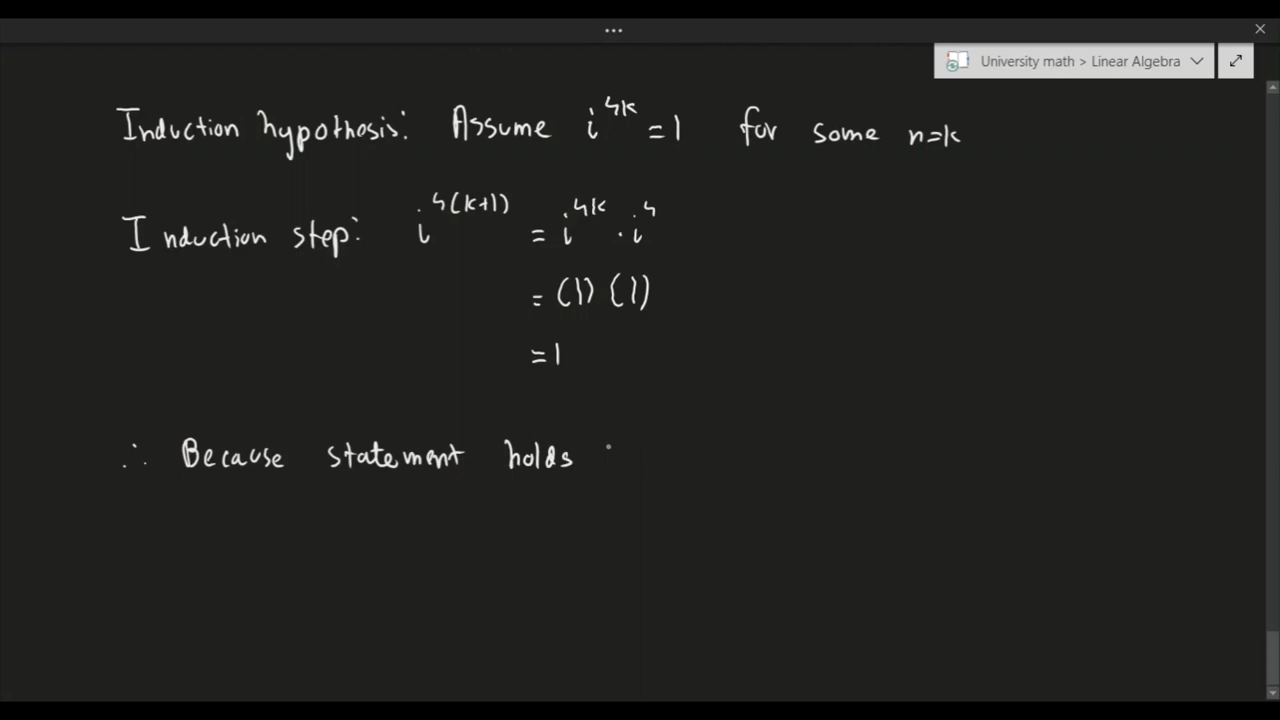 ...
University math > Linear Algebra
Induction hypothosis: Assume i^4k = 1 for some n=k
Induction step: i^4(k+1) = i^4k · i^4
= (1) (1)
= 1
∴ Because statement holds